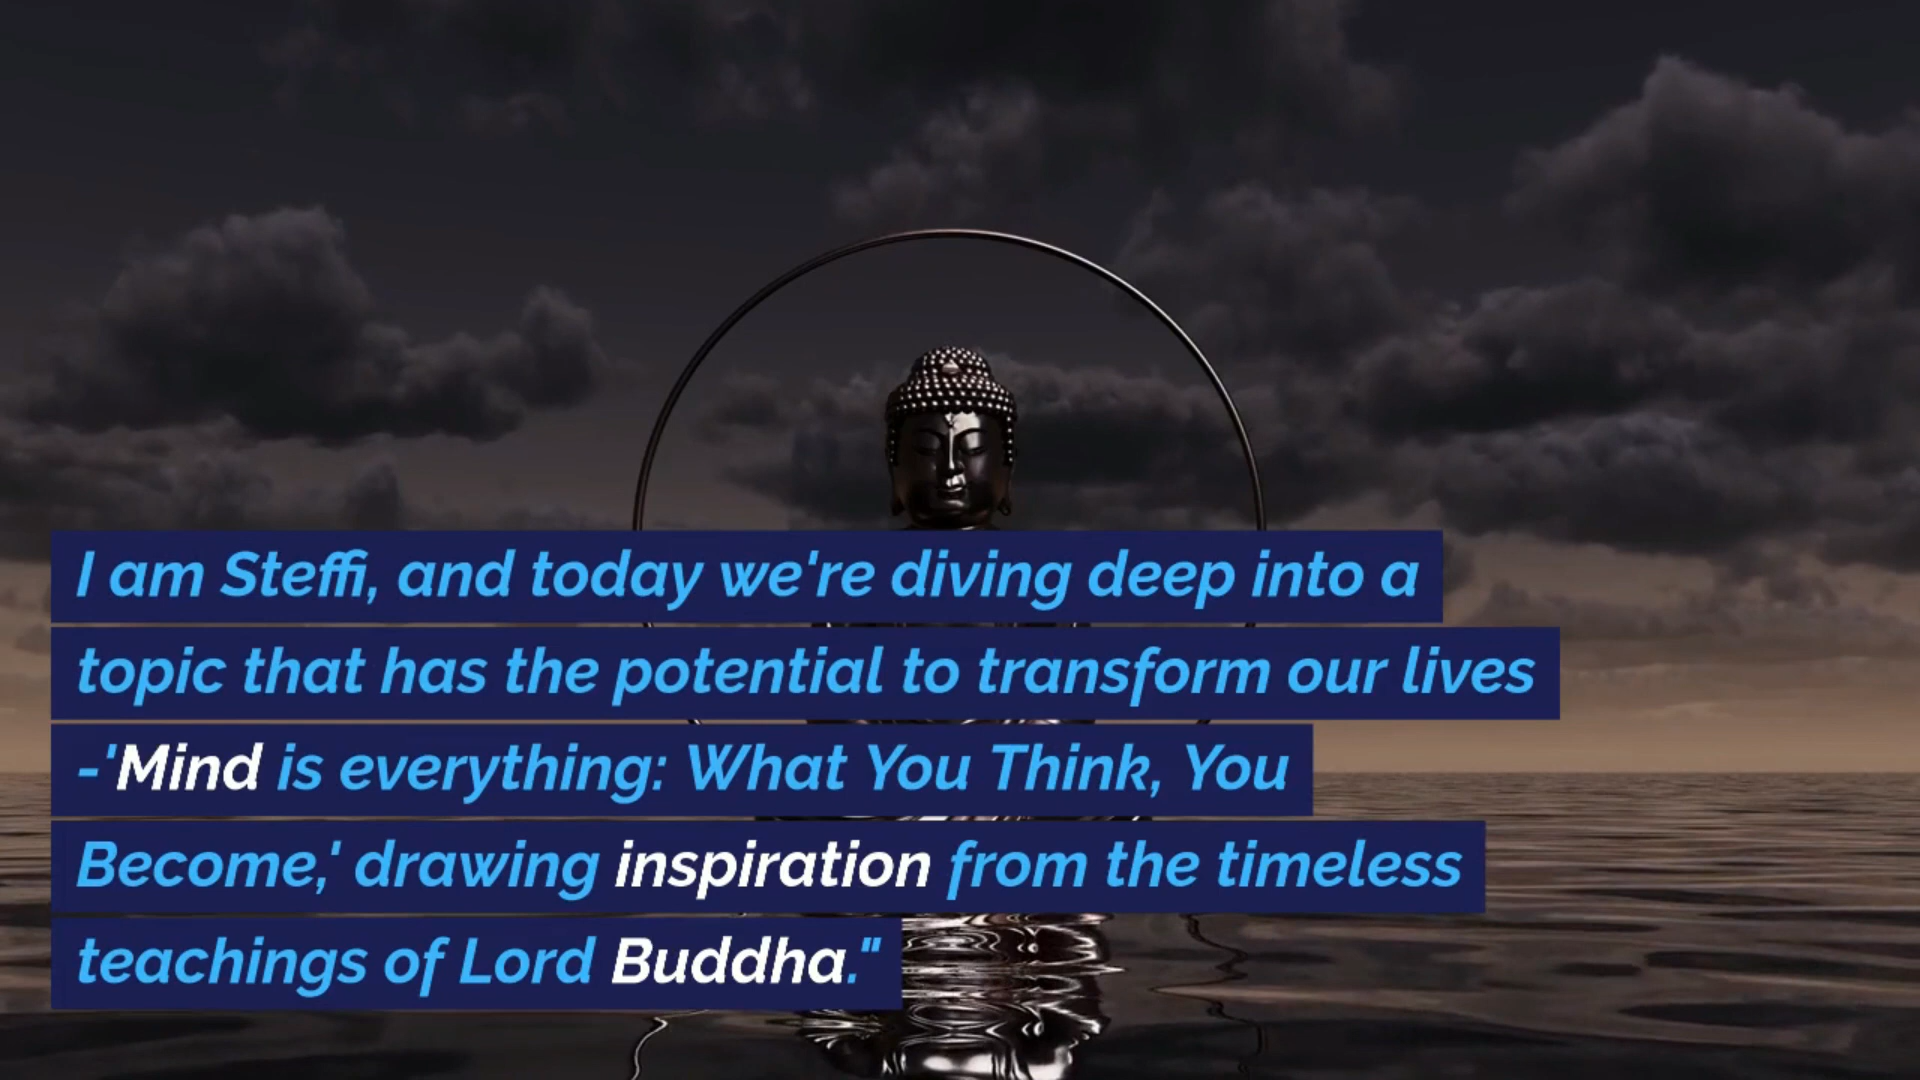 I am Steffi, and today we're diving deep into a
topic that has the potential to transform our lives
-'Mind is everything: What You Think, You
Become,' drawing inspiration from the timeless
teachings of Lord Buddha."